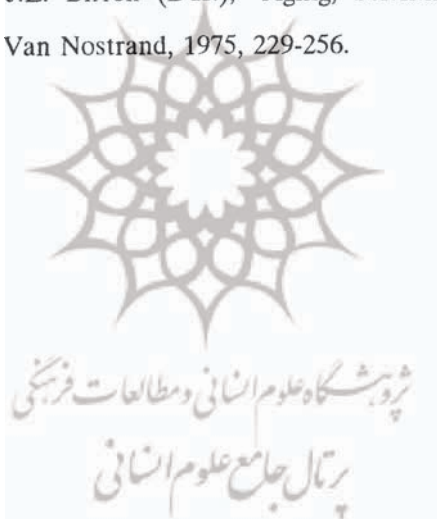 Van Nostrand, 1975, 229-256.
پژوهشگاه علوم انسانی و مطالعات فرهنگی
پرتال جامع علوم انسانی